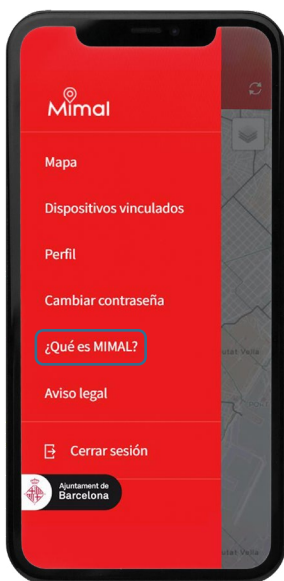 Mimal
Mapa
Dispositivos vinculados
Perfil
Cambiar contraseña
¿Qué es MIMAL?
Aviso legal
Cerrar sesión
Ajuntament de
Barcelona